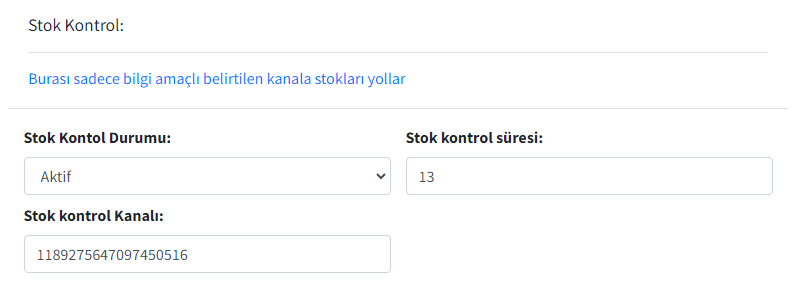 Stok Kontrol:
Burası sadece bilgi amaçlı belirtilen kanala stokları yollar
Stok Kontol Durumu:
Stok kontrol süresi:
Aktif
13
Stok kontrol Kanalı:
1189275647097450516